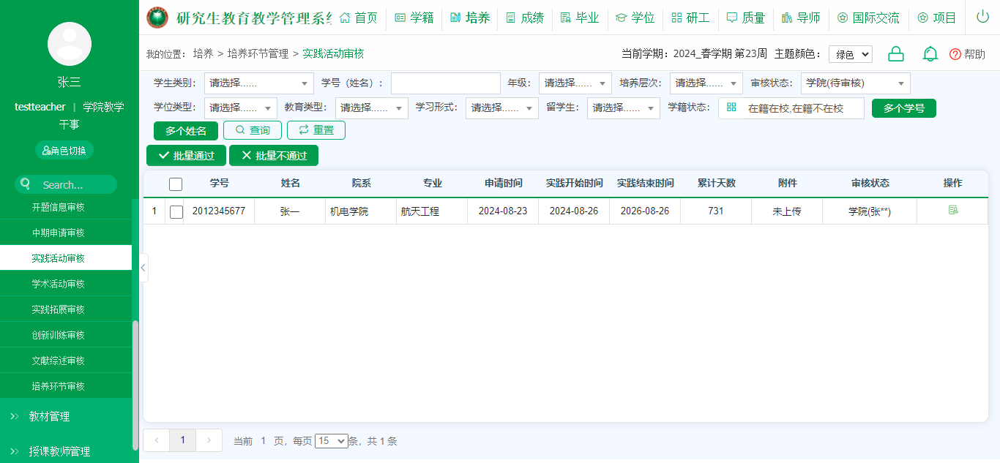 研究生教育教学管理系统 首页 学籍 培养 成绩 毕业 学位 研工 质量 导师 国际交流 项目
张三
testteacher | 学院教学干事
角色切换
Search...
开题信息审核
中期申请审核
实践活动审核
学术活动审核
实践拓展审核
创新训练审核
文献综述审核
培养环节审核
>> 教材管理
>> 授课教师管理
我的位置: 培养 > 培养环节管理 > 实践活动审核 当前学期: 2024_春学期 第23周 主题颜色: 绿色 帮助
学生类别: 请选择...... 学号 (姓名) : 年级: 请选择...... 培养层次: 请选择...... 审核状态: 学院(待审核)
学位类型: 请选择...... 教育类型: 请选择...... 学习形式: 请选择...... 留学生: 请选择...... 学籍状态: 在籍在校,在籍不在校 多个学号
多个姓名 查询 重置
批量通过 批量不通过
学号 姓名 院系 专业 申请时间 实践开始时间 实践结束时间 累计天数 附件 审核状态 操作
1 2012345677 张一 机电学院 航天工程 2024-08-23 2024-08-26 2026-08-26 731 未上传 学院(张**)
< 1 > 当前 1 页, 每页 15 条, 共 1 条